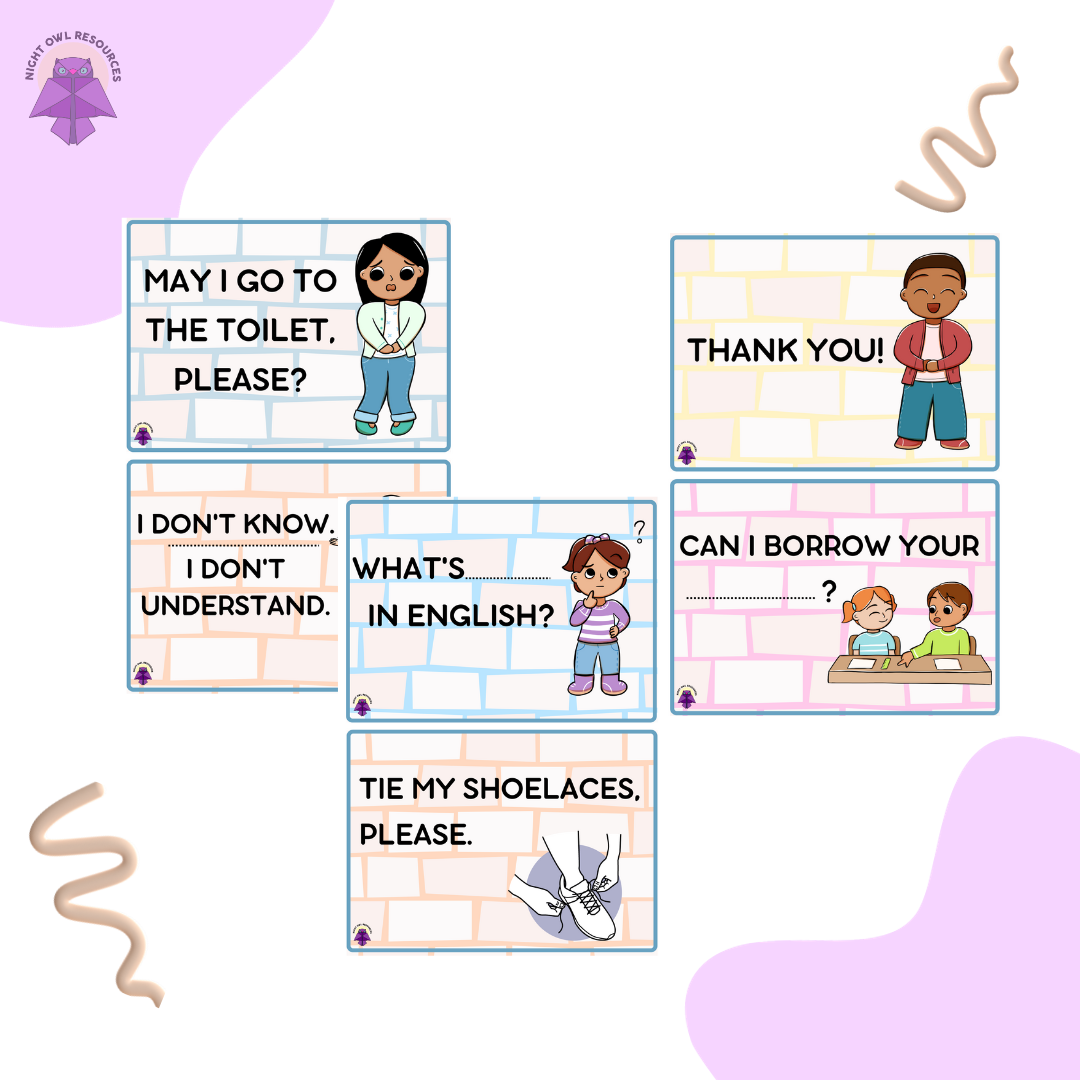 NIGHT OWL RESOURCES
MAY I GO TO
THE TOILET,
PLEASE?
I DON'T KNOW.
I DON'T
UNDERSTAND.
WHAT'S....................
IN ENGLISH?
?
TIE MY SHOELACES,
PLEASE.
THANK YOU!
CAN I BORROW YOUR
.............................. ?